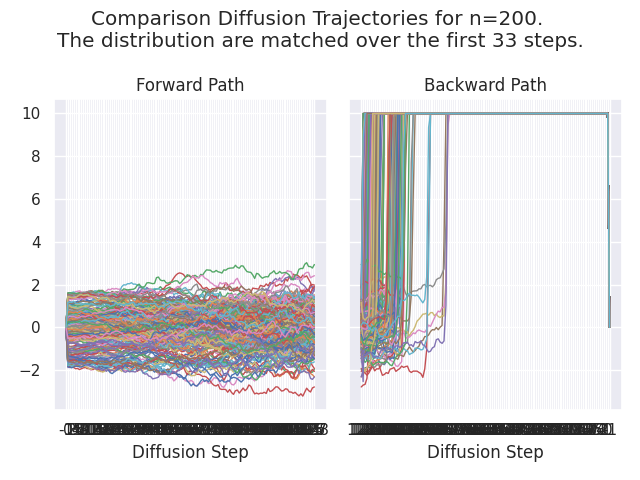 Comparison Diffusion Trajectories for n=200.
The distribution are matched over the first 33 steps.
Forward Path
Backward Path
10
8
6
4
2
0
−2
Diffusion Step
Diffusion Step